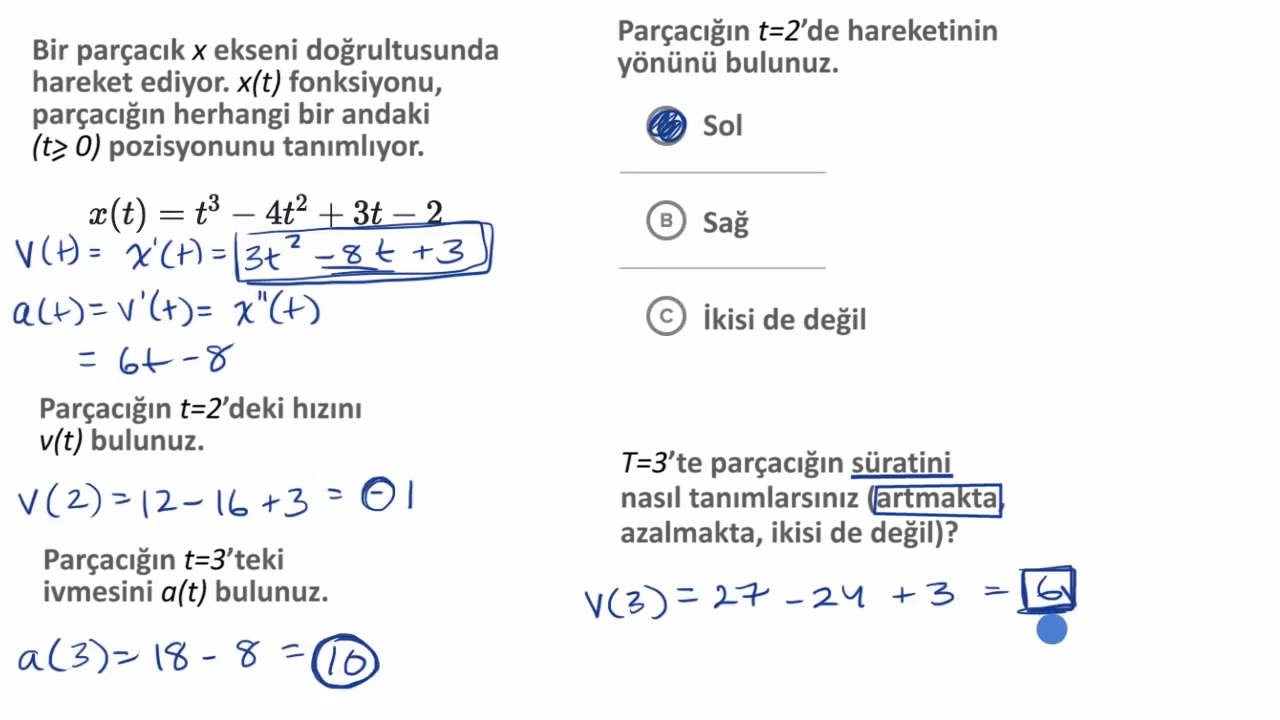 Bir parçacık x ekseni doğrultusunda
hareket ediyor. x(t) fonksiyonu,
parçacığın herhangi bir andaki
(t⩾ 0) pozisyonunu tanımlıyor.
x(t) = t³ − 4t² + 3t − 2
v(t) = x'(t) = 3t² − 8t + 3
a(t) = v'(t) = x''(t)
= 6t − 8
Parçacığın t=2’deki hızını
v(t) bulunuz.
v(2) = 12 − 16 + 3 = −1
Parçacığın t=3’teki
ivmesini a(t) bulunuz.
a(3) = 18 − 8 = 10
Parçacığın t=2’de hareketinin
yönünü bulunuz.
Sol
B Sağ
C İkisi de değil
T=3’te parçacığın süratini
nasıl tanımlarsınız (artmakta,
azalmakta, ikisi de değil)?
v(3) = 27 − 24 + 3 = 6